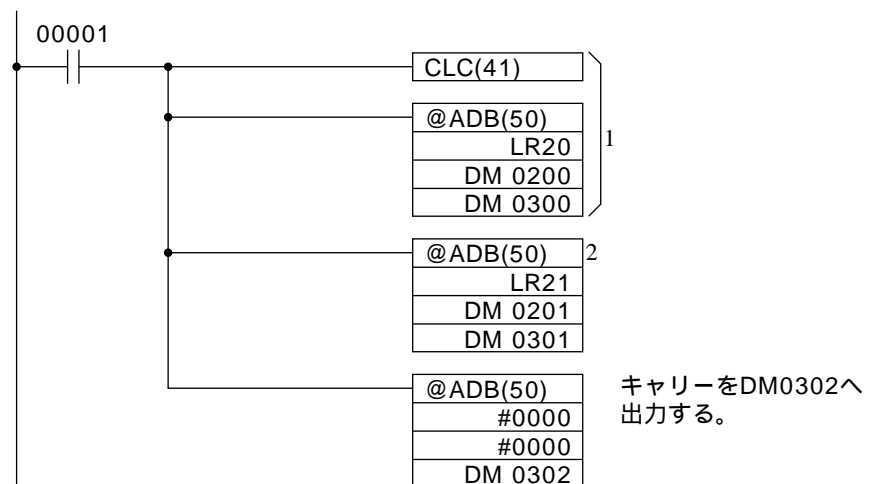 00001
CLC(41)
@ADB(50)
LR20
DM 0200
DM 0300
1
@ADB(50)
2
LR21
DM 0201
DM 0301
@ADB(50)
#0000
#0000
DM 0302
キャリーをDM0302へ
出力する。